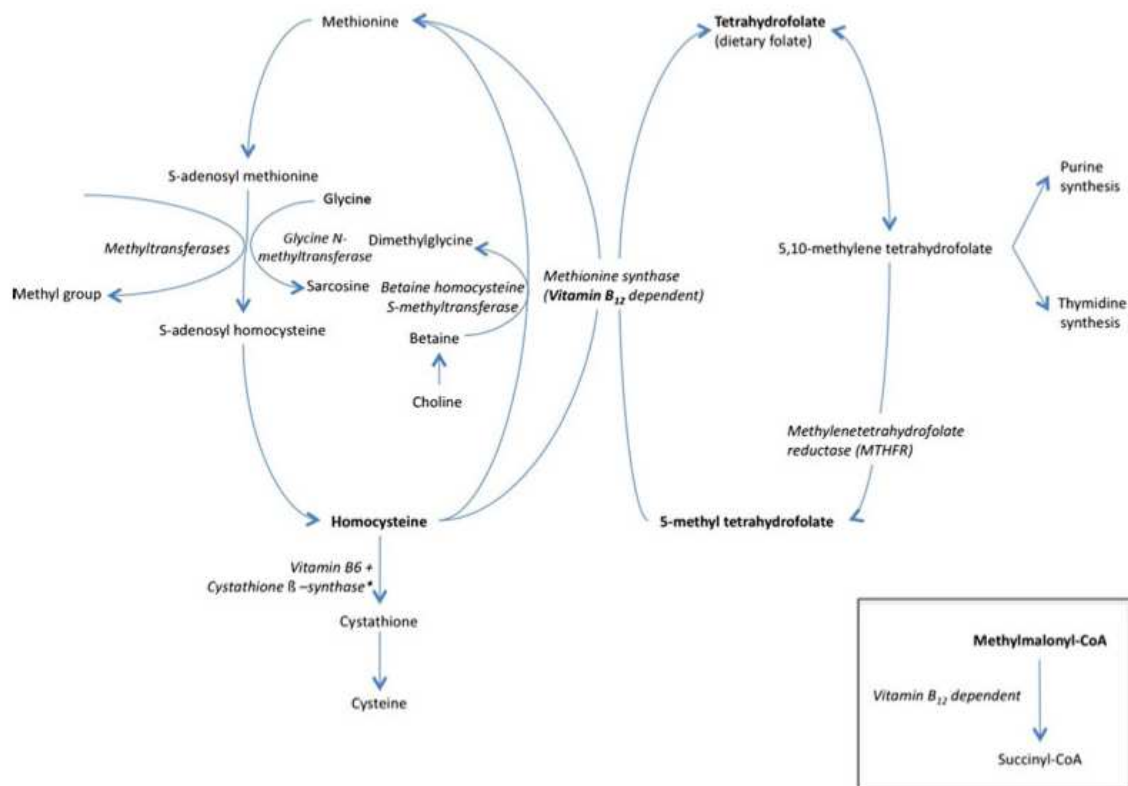 Methionine
Tetrahydrofolate
(dietary folate)
S-adenosyl methionine
Glycine
Methyltransferases
Glycine N-
methyltransferase
Dimethylglycine
Sarcosine
Methyl group
Betaine homocysteine
S-methyltransferase
Methionine synthase
(Vitamin B12 dependent)
S-adenosyl homocysteine
Betaine
Choline
5,10-methylene tetrahydrofolate
Purine
synthesis
Thymidine
synthesis
Methylenetetrahydrofolate
reductase (MTHFR)
Homocysteine
5-methyl tetrahydrofolate
Vitamin B6 +
Cystathione ß –synthase*
Cystathione
Cysteine
Methylmalonyl-CoA
Vitamin B12 dependent
Succinyl-CoA